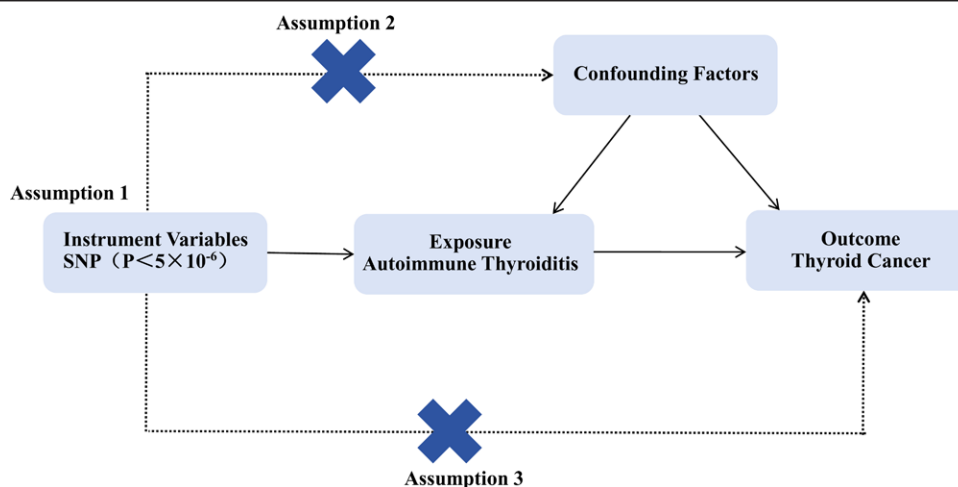 Assumption 2
Confounding Factors
Assumption 1
Instrument Variables
SNP（P＜5×10⁻⁶）
Exposure
Autoimmune Thyroiditis
Outcome
Thyroid Cancer
Assumption 3